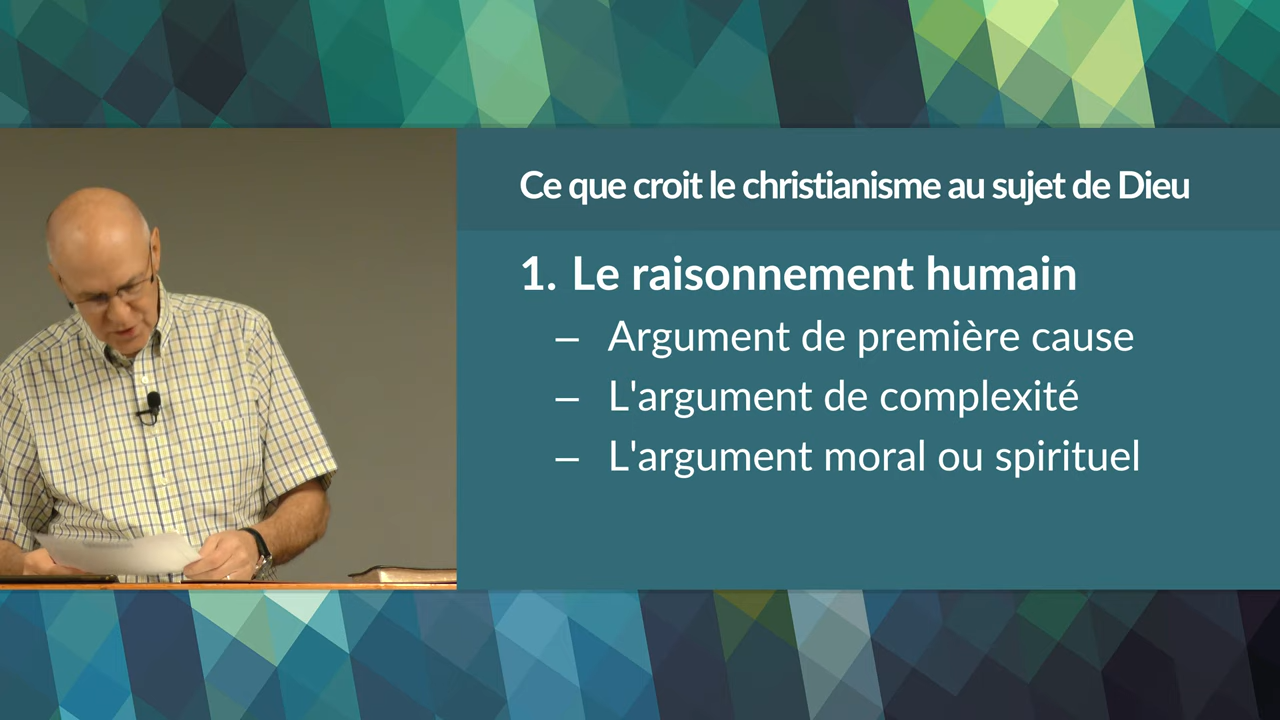 Ce que croit le christianisme au sujet de Dieu
1. Le raisonnement humain
– Argument de première cause
– L'argument de complexité
– L'argument moral ou spirituel